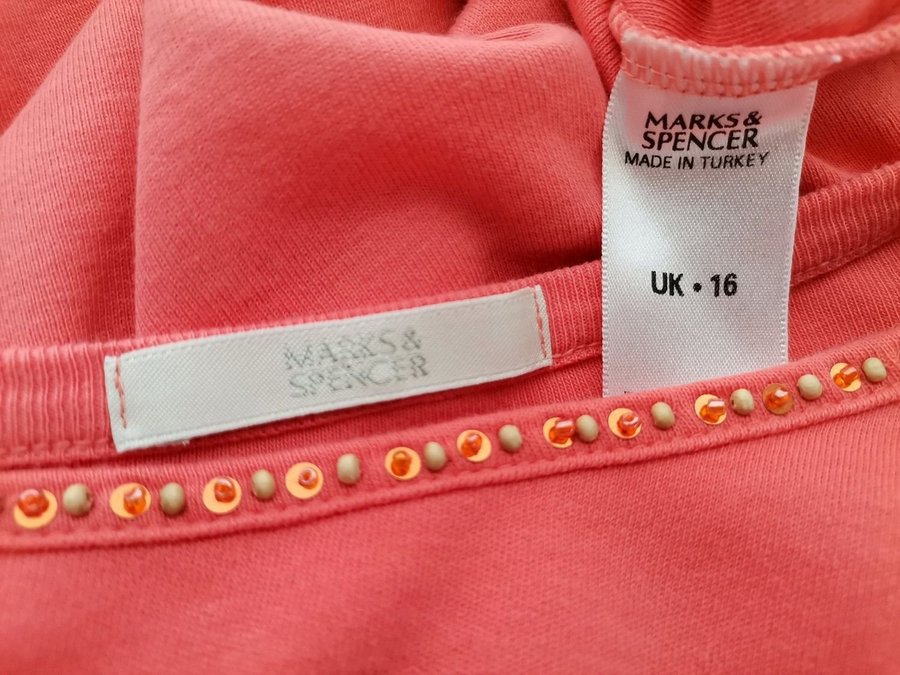 MARKS &
SPENCER
MADE IN TURKEY
UK • 16
MARKS &
SPENCER